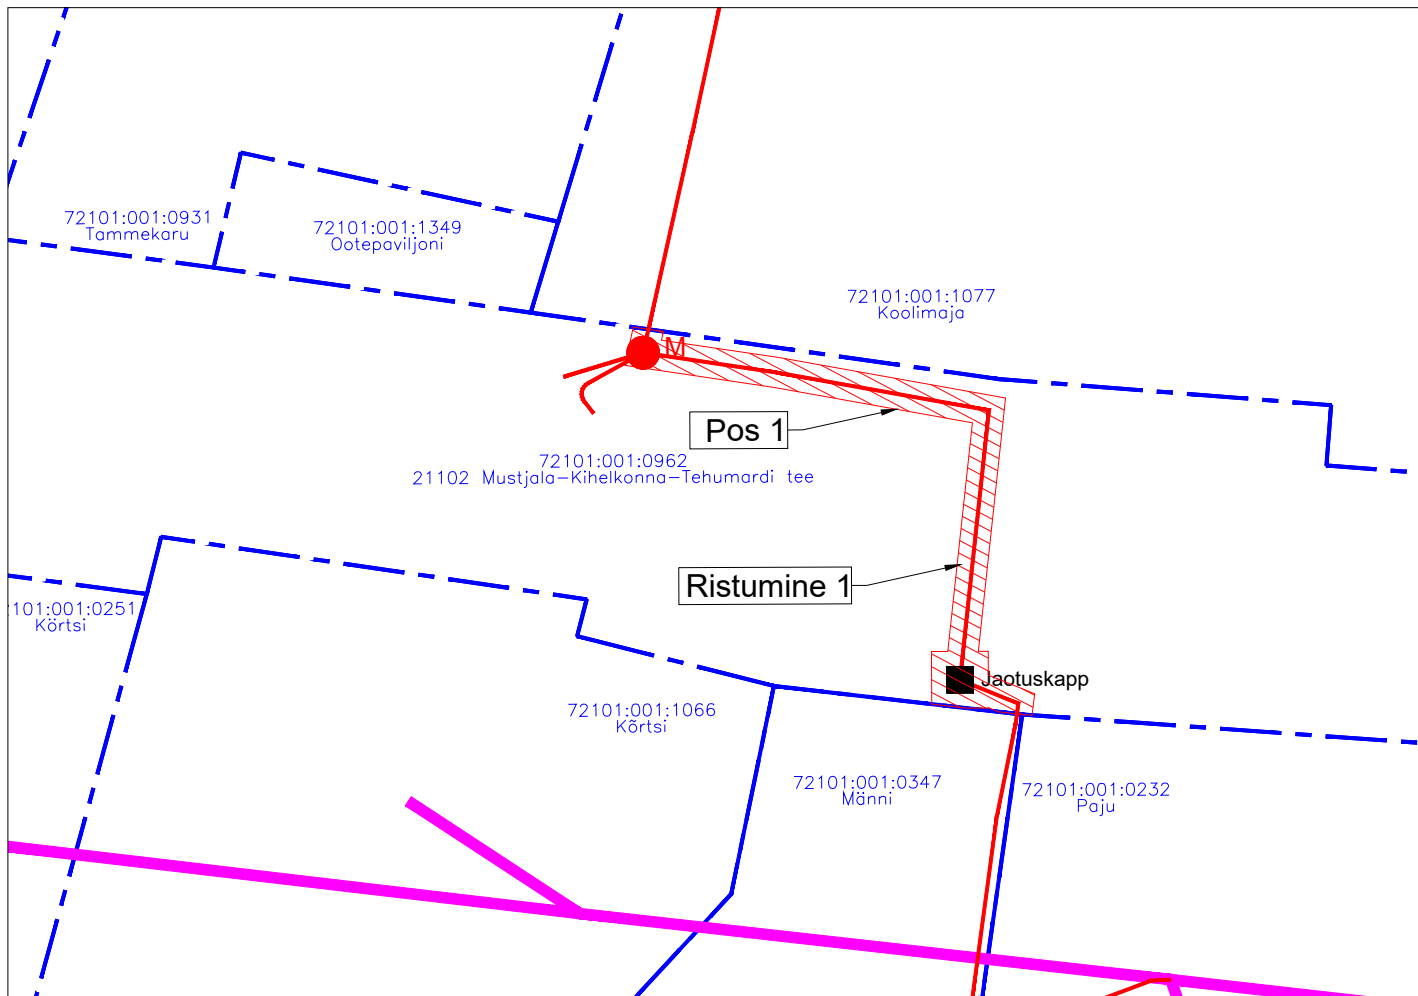 72101:001:0931
Tammekaru
72101:001:1349
Ootepaviljoni
72101:001:1077
Koolimaja
M
Pos 1
72101:001:0962
21102 Mustjala-Kihelkonna-Tehumardi tee
Ristumine 1
2101:001:0251
Körtsi
Jaotuskapp
72101:001:1066
Kõrtsi
72101:001:0347
Männi
72101:001:0232
Paju